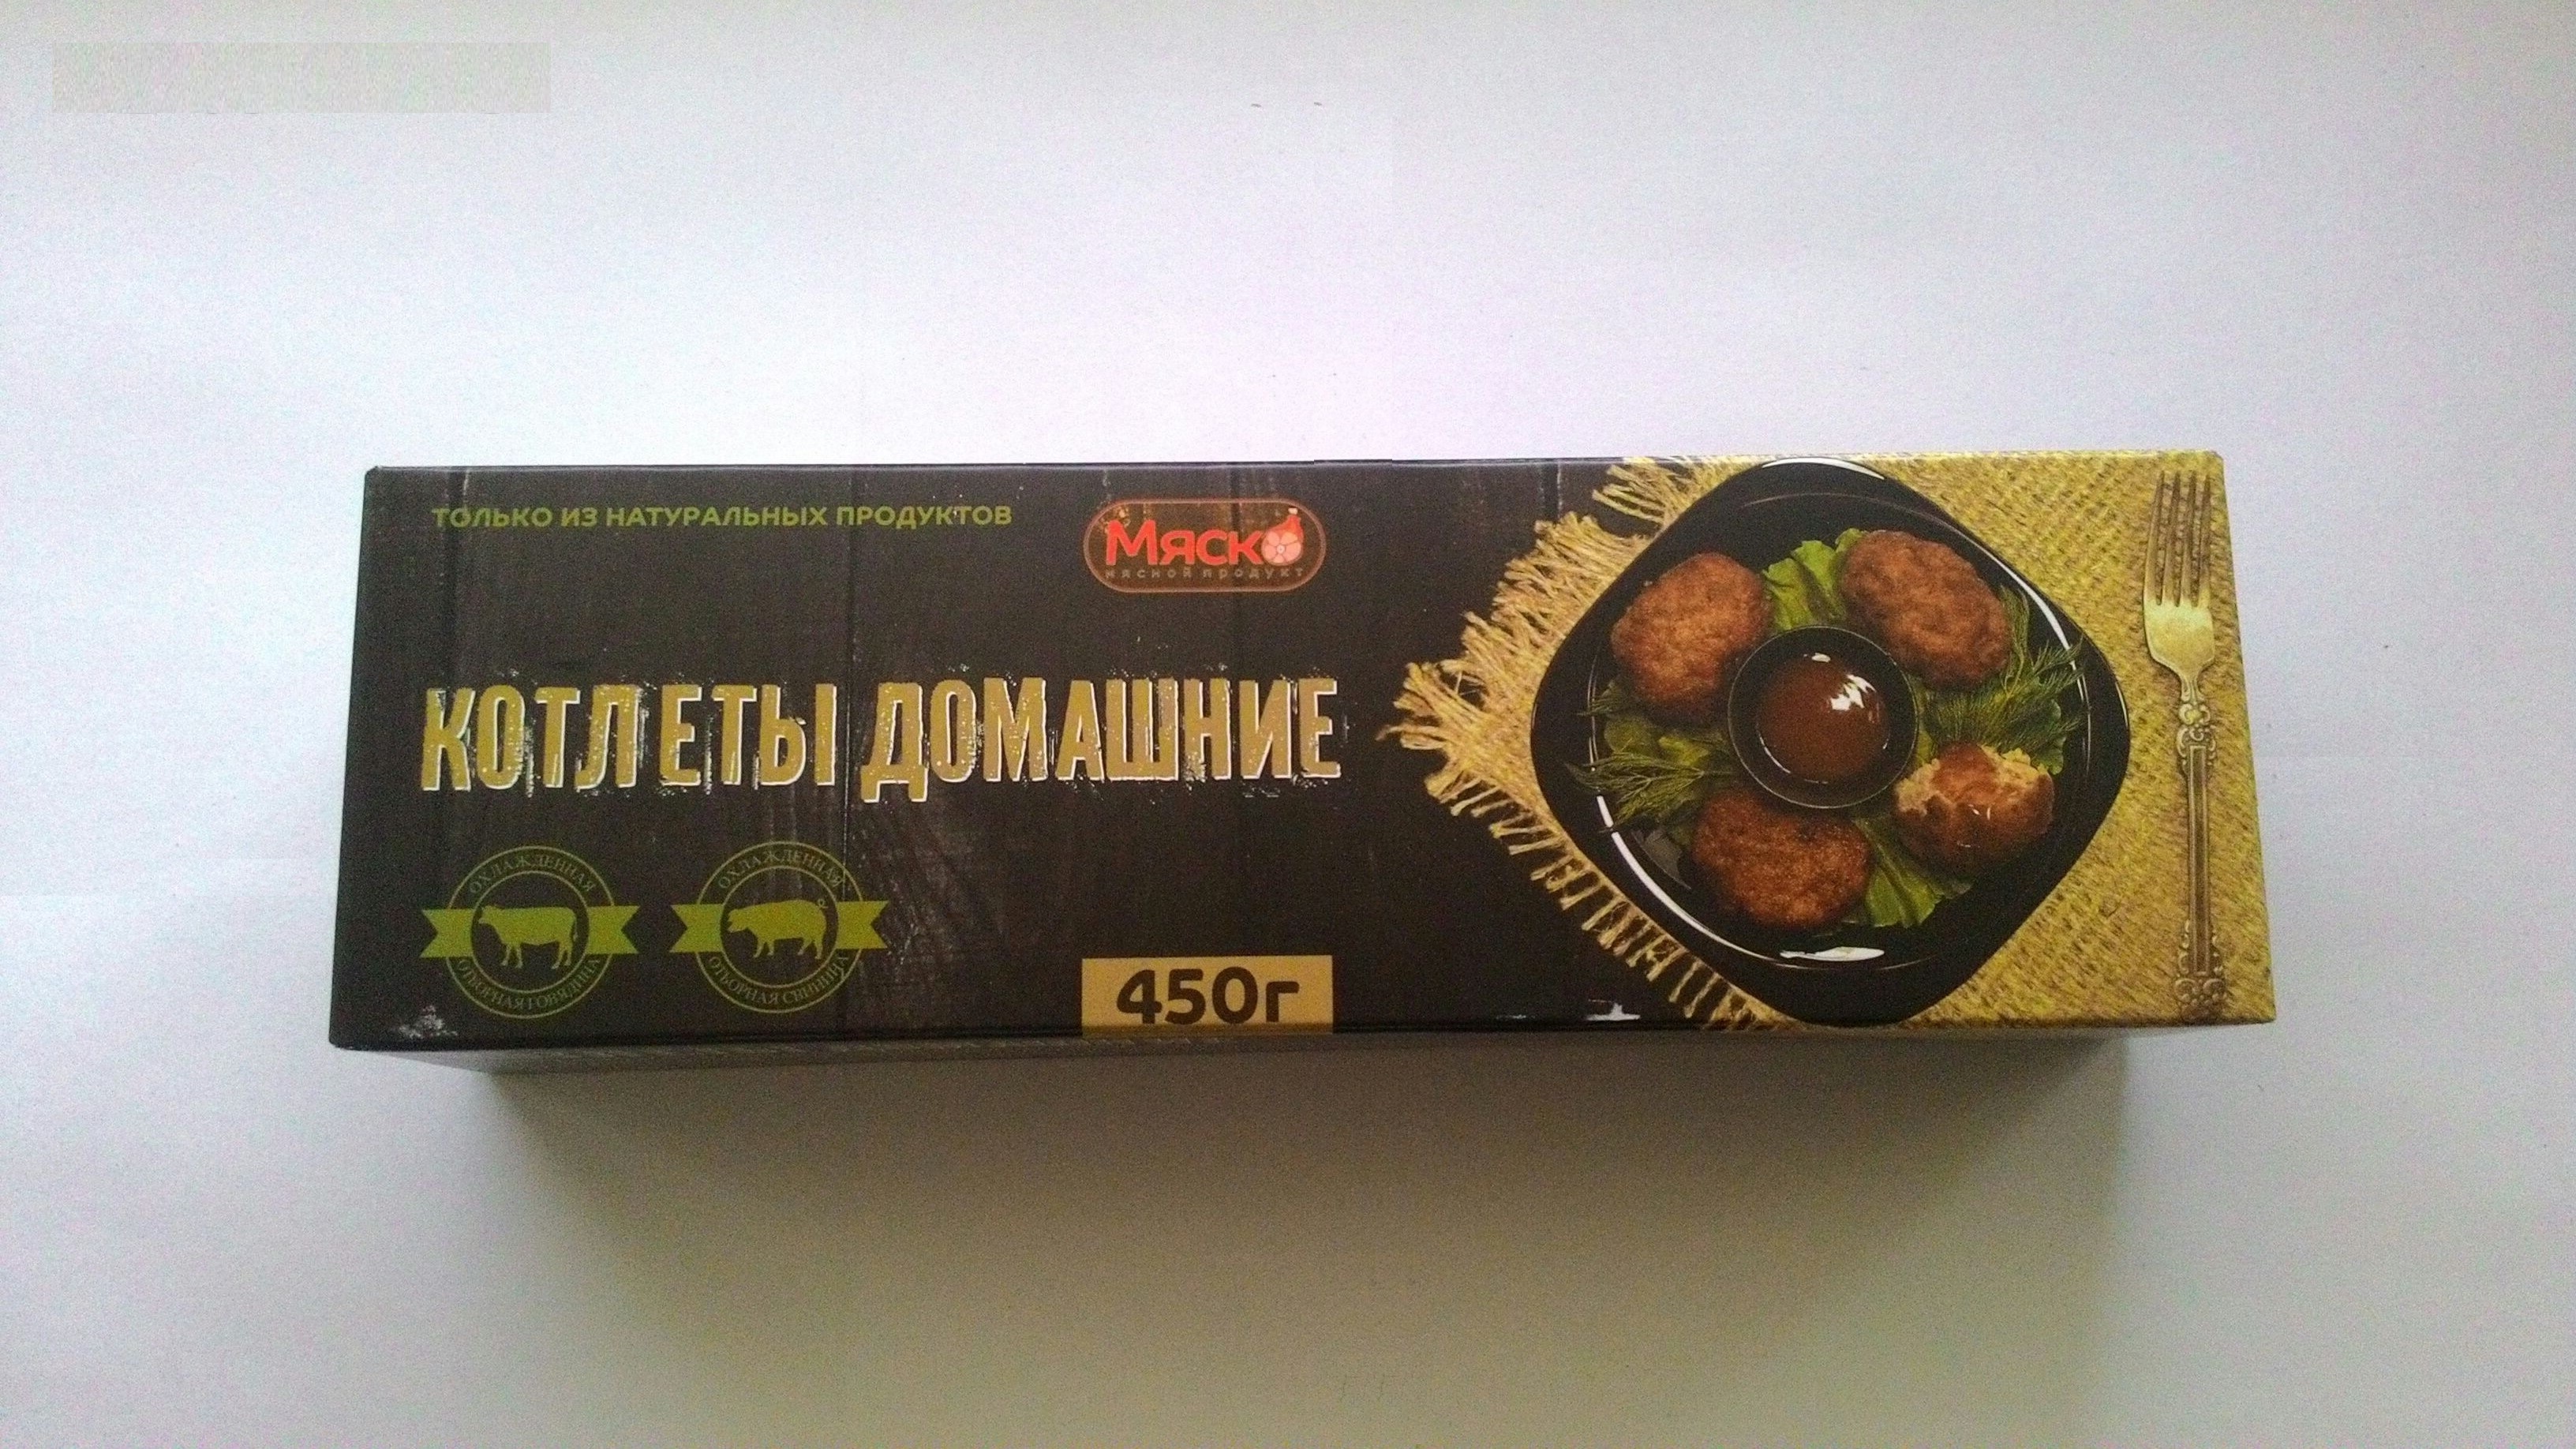 ТОЛЬКО ИЗ НАТУРАЛЬНЫХ ПРОДУКТОВ
Мяско
мясной продукт
КОТЛЕТЫ ДОМАШНИЕ
ОХЛАЖДЕННАЯ
ОТБОРНАЯ ГОВЯДИНА
ОХЛАЖДЕННАЯ
ОТБОРНАЯ СВИНИНА
450г